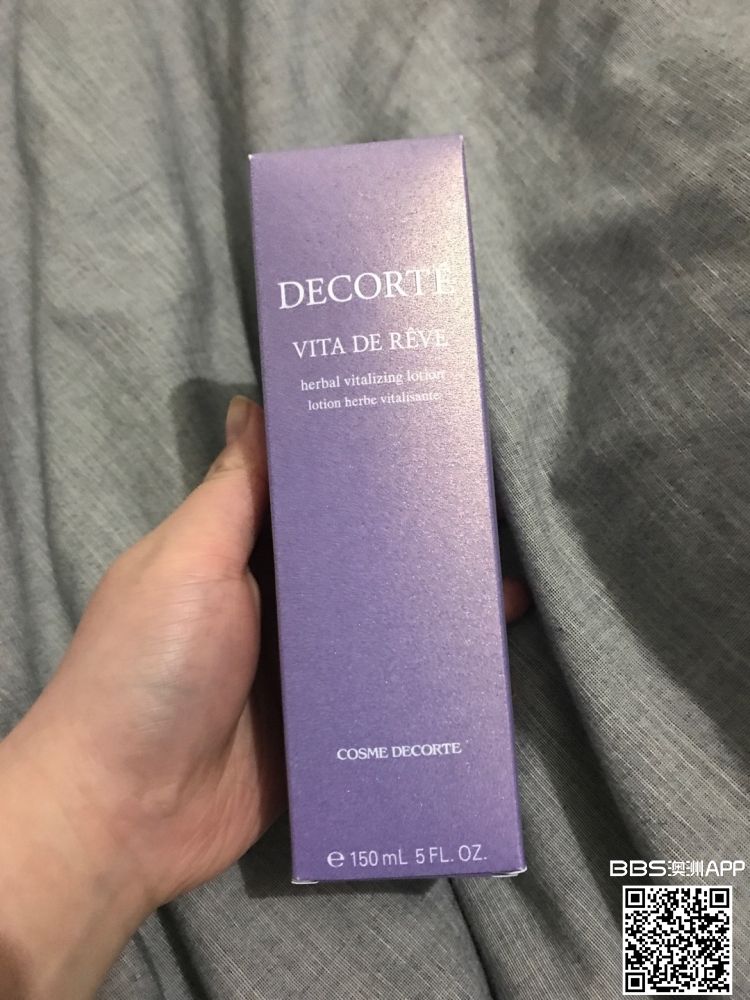 DECORTÉ
VITA DE RÊVE
herbal vitalizing lotion
lotion herbe vitalisante
COSME DECORTE
℮ 150 mL 5 FL. OZ.
BBS澳洲APP